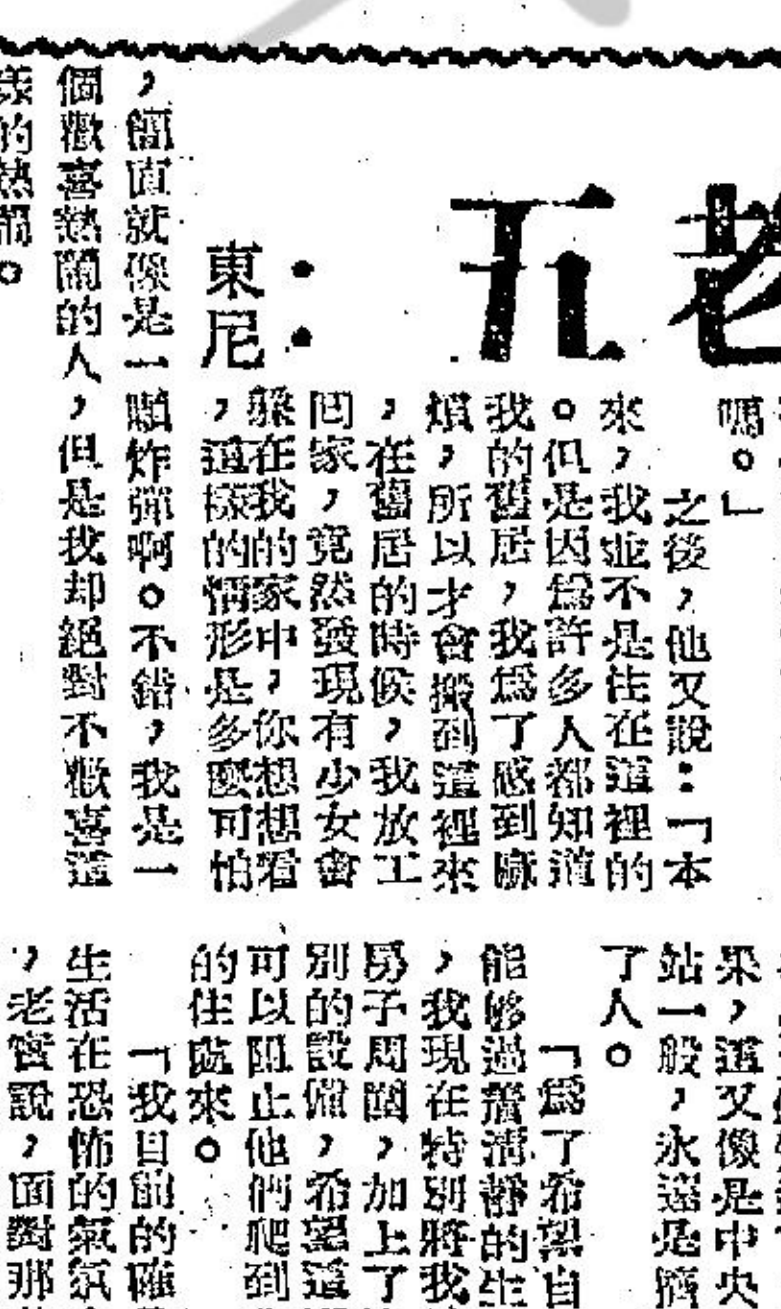 老五
：東尼
嗎。」
之後，他又說：「本
來，我並不是住在這裡的
。但是因爲許多人都知道
我的舊居，我爲了感到麻
煩，所以才會搬到這裡來
，在舊居的時候，我放工
回家，竟然發現有少女會
躲在我的家中，你想想看
，這樣的情形是多麼可怕
，簡直就像是一顆炸彈啊。不錯，我是一
個歡喜熱鬧的人，但是我却絕對不歡喜這
樣的熱鬧。
果，這又像是中央
站一般，永遠是擠
了人。
「爲了希望自
能够過着清靜的生
，我現在特別將我
房子周圍，加上了
別的設備，希望這
可以阻止他們爬到
的住處來。
「我目前的確
生活在恐怖的氣氛
，老實說，面對那